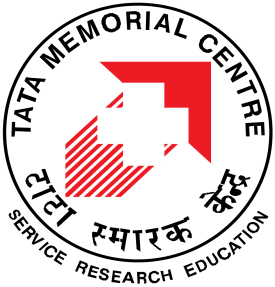 TATA MEMORIAL CENTRE
टाटा स्मारक केन्द्र
SERVICE RESEARCH EDUCATION